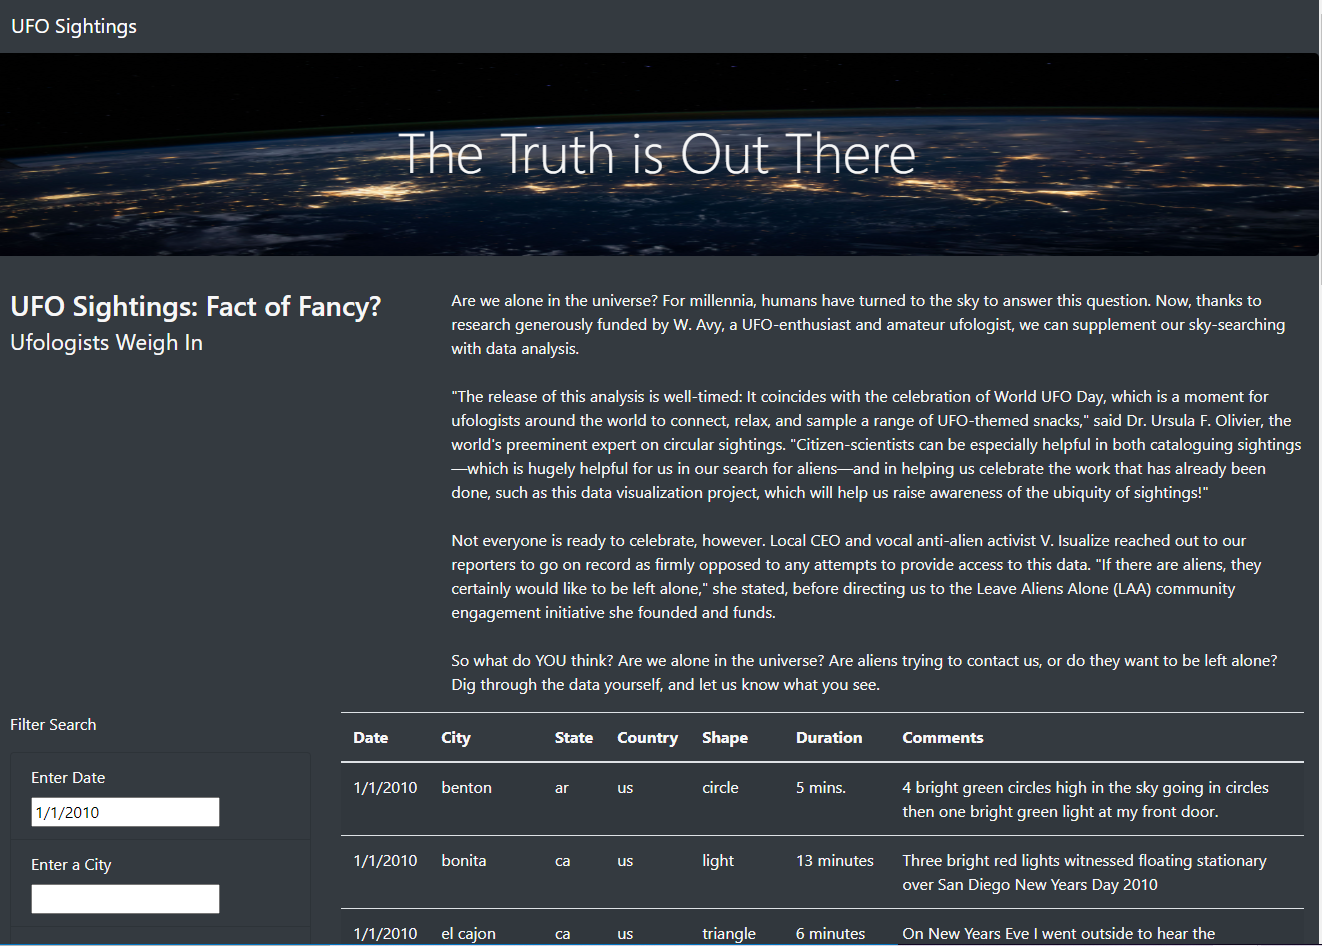 UFO Sightings
The Truth is Out There
UFO Sightings: Fact of Fancy?
Ufologists Weigh In
Are we alone in the universe? For millennia, humans have turned to the sky to answer this question. Now, thanks to
research generously funded by W. Avy, a UFO-enthusiast and amateur ufologist, we can supplement our sky-searching
with data analysis.
"The release of this analysis is well-timed: It coincides with the celebration of World UFO Day, which is a moment for
ufologists around the world to connect, relax, and sample a range of UFO-themed snacks," said Dr. Ursula F. Olivier, the
world's preeminent expert on circular sightings. "Citizen-scientists can be especially helpful in both cataloguing sightings
—which is hugely helpful for us in our search for aliens—and in helping us celebrate the work that has already been
done, such as this data visualization project, which will help us raise awareness of the ubiquity of sightings!"
Not everyone is ready to celebrate, however. Local CEO and vocal anti-alien activist V. Isualize reached out to our
reporters to go on record as firmly opposed to any attempts to provide access to this data. "If there are aliens, they
certainly would like to be left alone," she stated, before directing us to the Leave Aliens Alone (LAA) community
engagement initiative she founded and funds.
So what do YOU think? Are we alone in the universe? Are aliens trying to contact us, or do they want to be left alone?
Dig through the data yourself, and let us know what you see.
Filter Search
Enter Date
1/1/2010
Enter a City
Date City State Country Shape Duration Comments
1/1/2010 benton ar us circle 5 mins. 4 bright green circles high in the sky going in circles
then one bright green light at my front door.
1/1/2010 bonita ca us light 13 minutes Three bright red lights witnessed floating stationary
over San Diego New Years Day 2010
1/1/2010 el cajon ca us triangle 6 minutes On New Years Eve I went outside to hear the